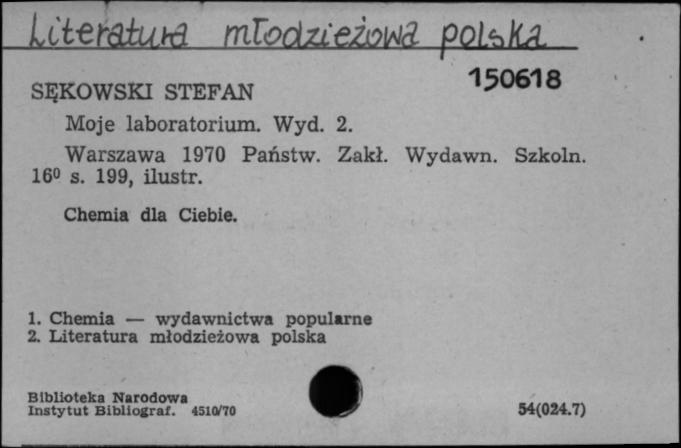 Literatura młodzieżowa polska
150618
SĘKOWSKI STEFAN
Moje laboratorium. Wyd. 2.
Warszawa 1970 Państw. Zakł. Wydawn. Szkoln.
16⁰ s. 199, ilustr.
Chemia dla Ciebie.
1. Chemia — wydawnictwa popularne
2. Literatura młodzieżowa polska
Biblioteka Narodowa
Instytut Bibliograf. 4510/70
54(024.7)